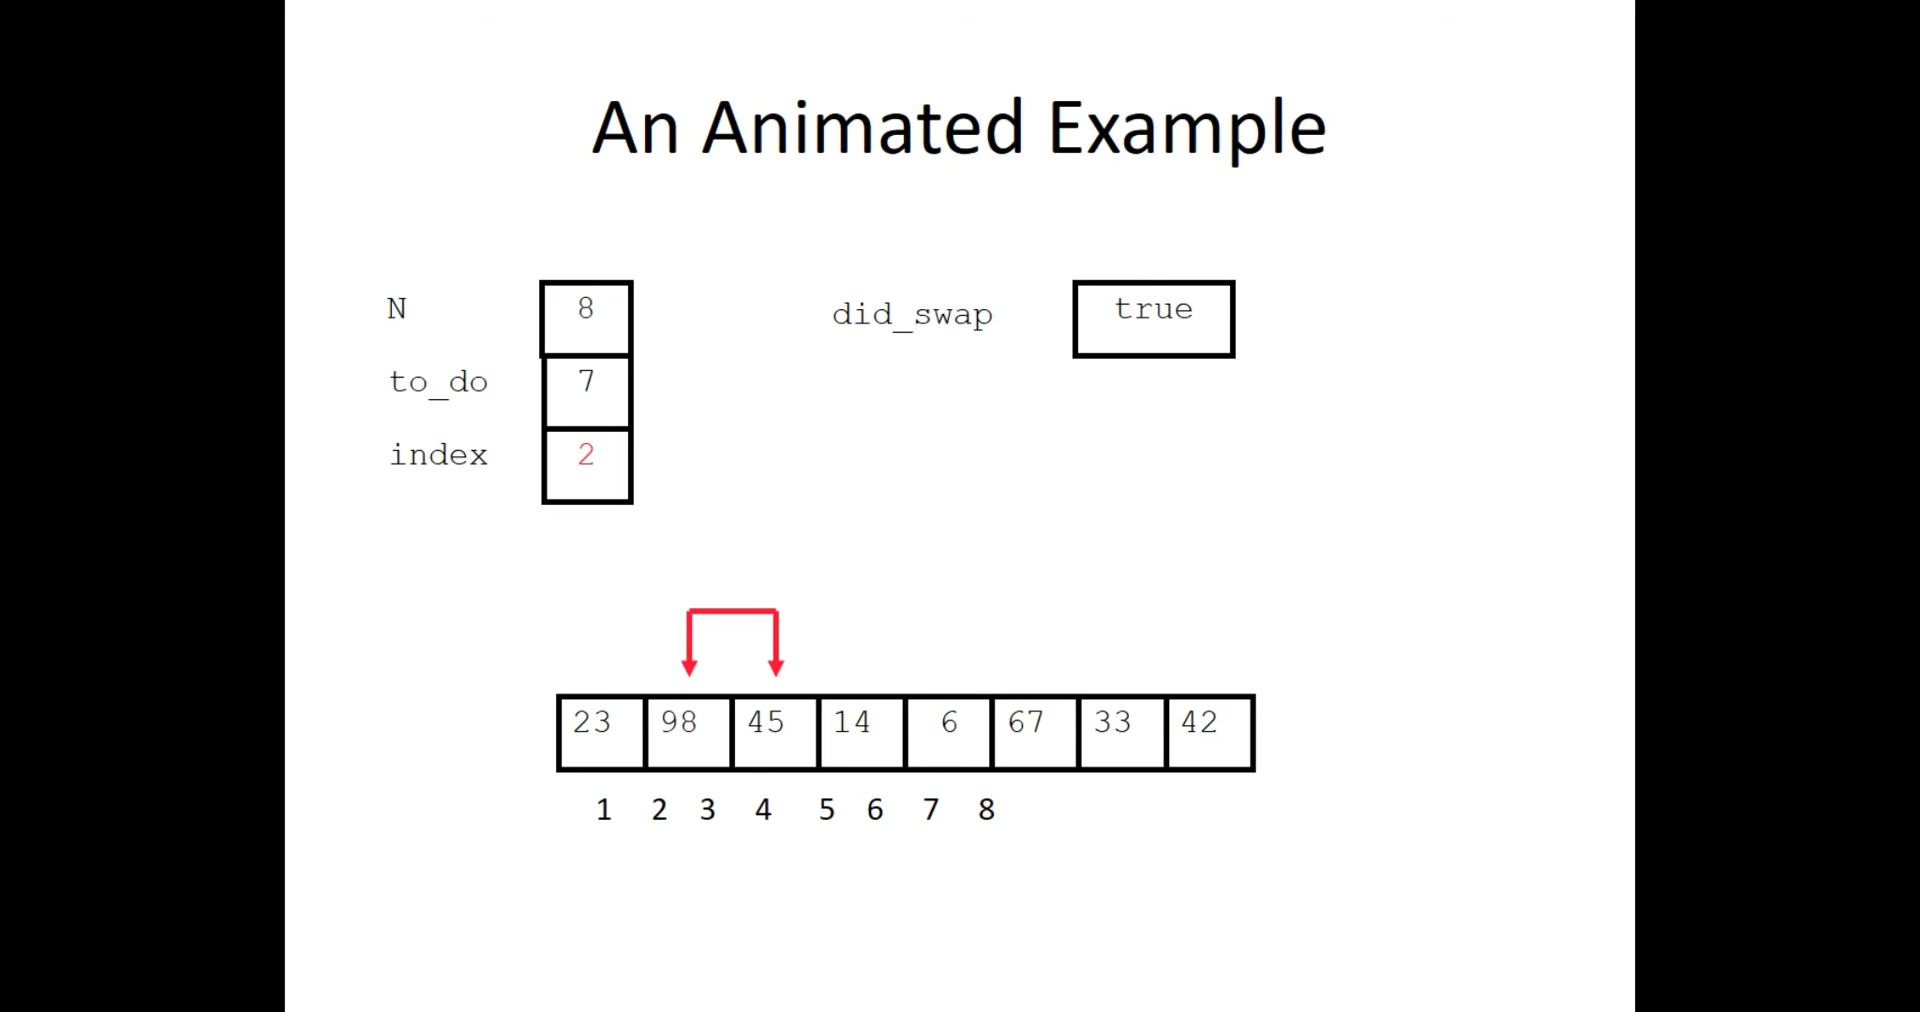 An Animated Example
N 8 did_swap true
to_do 7
index 2
23 98 45 14 6 67 33 42
1 2 3 4 5 6 7 8